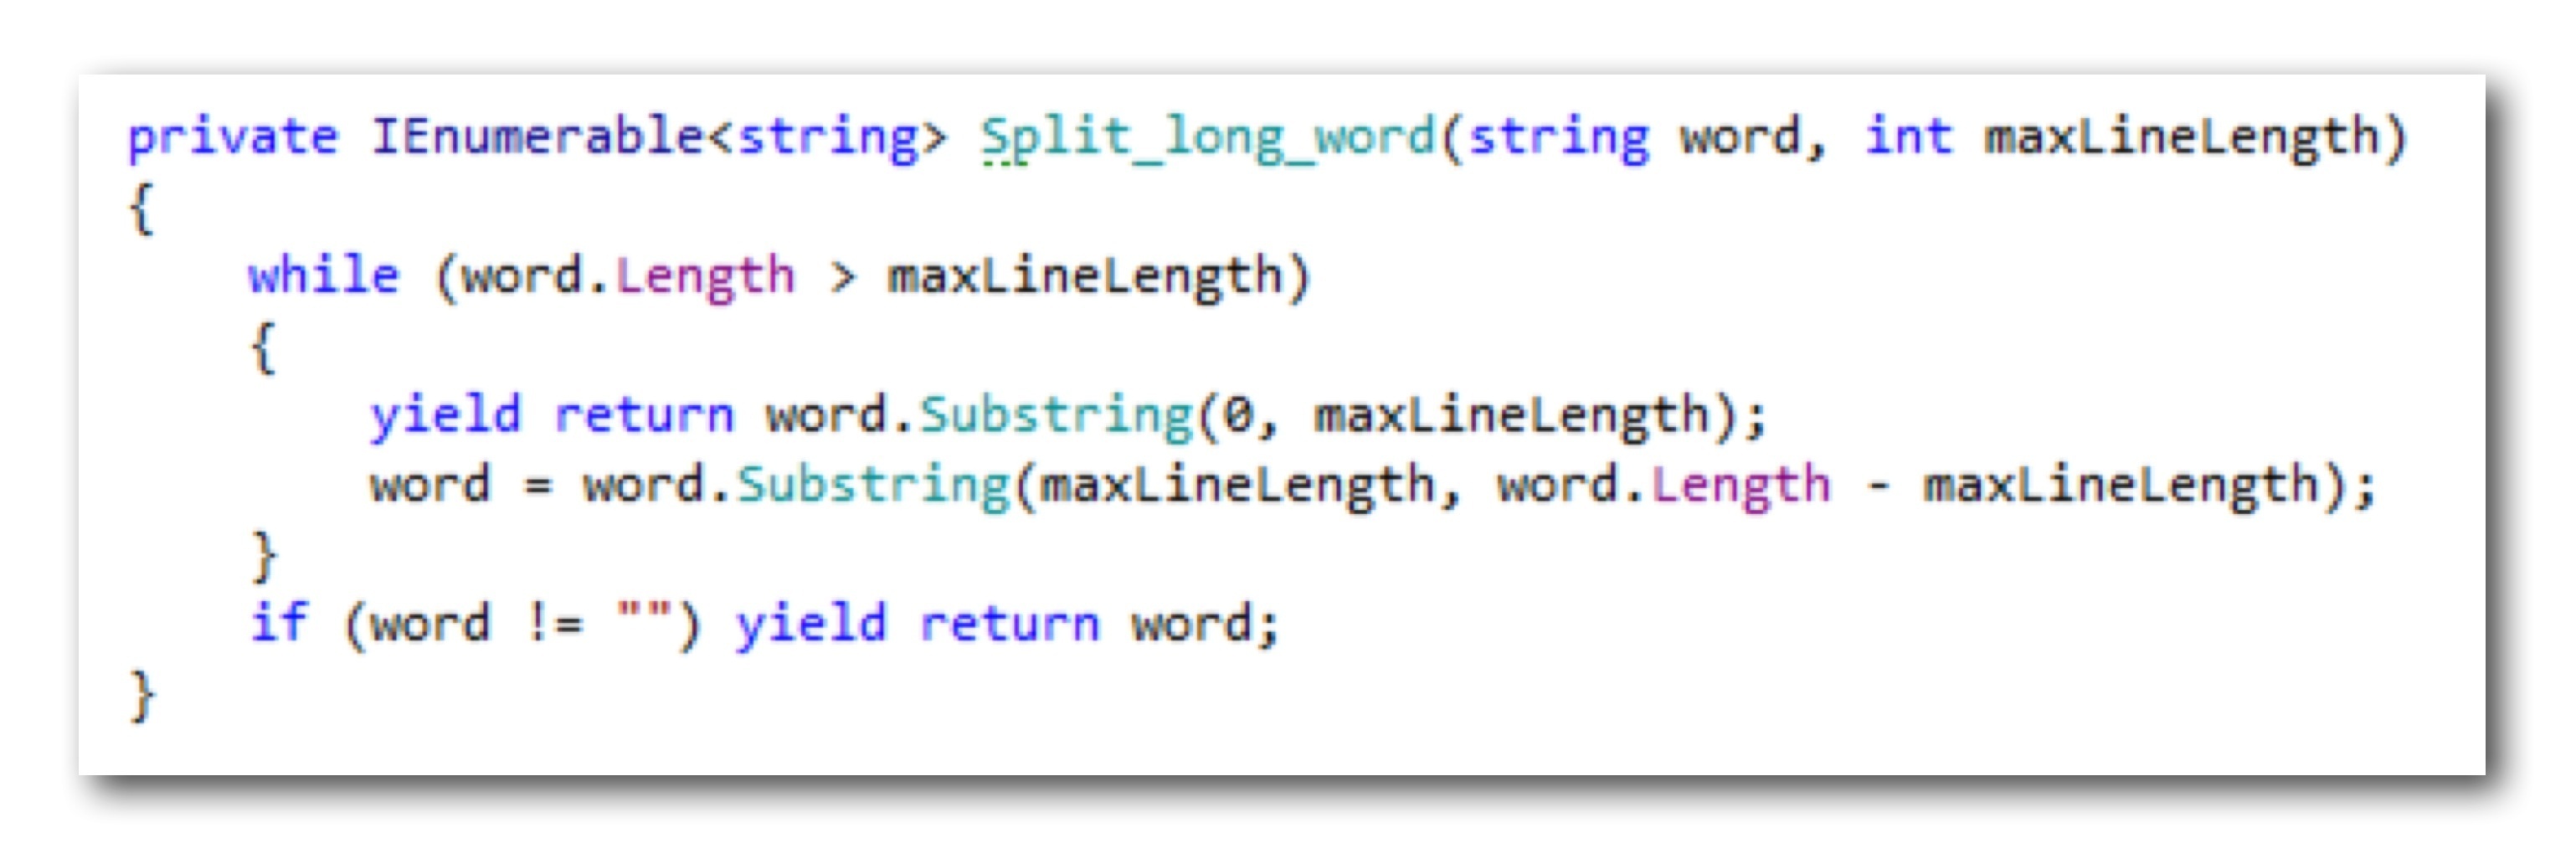 private IEnumerable<string> Split_long_word(string word, int maxLineLength)
{
    while (word.Length > maxLineLength)
    {
        yield return word.Substring(0, maxLineLength);
        word = word.Substring(maxLineLength, word.Length - maxLineLength);
    }
    if (word != "") yield return word;
}